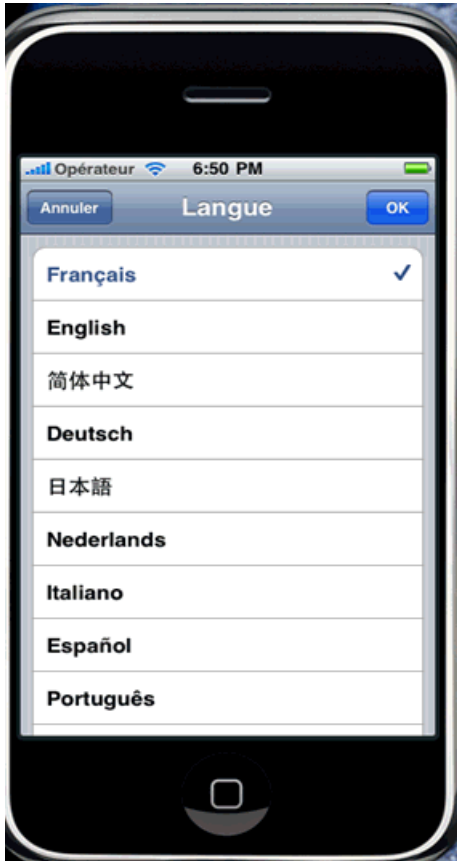 Opérateur 6:50 PM
Annuler Langue OK
Français
English
简体中文
Deutsch
日本語
Nederlands
Italiano
Español
Português